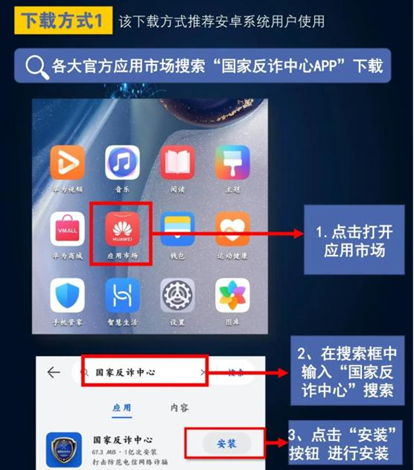 下载方式1 该下载方式推荐安卓系统用户使用
各大官方应用市场搜索“国家反诈中心APP”下载
华为视频 音乐 阅读 主题
VMALL HUAWEI
华为商城 应用市场 钱包 运动健康
手机管家 智慧生活 设置 图库
1.点击打开
应用市场
国家反诈中心 × 搜索
应用 内容
国家反诈中心
67.3 MB · 1亿次安装
打击防范电信网络诈骗
安装
2、在搜索框中
输入“国家反
诈中心”搜索
3、点击“安装”
按钮 进行安装